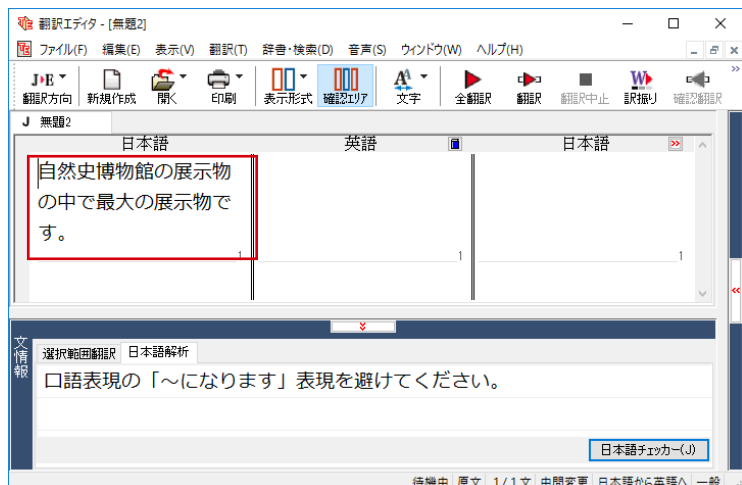 翻訳エディタ - [無題2]
ファイル(F) 編集(E) 表示(V) 翻訳(T) 辞書・検索(D) 音声(S) ウィンドウ(W) ヘルプ(H)
J▸E
翻訳方向 新規作成 開く 印刷 表示形式 確認エリア 文字 全翻訳 翻訳 翻訳中止 訳振り 確認翻訳
J 無題2
日本語 英語 日本語
自然史博物館の展示物
の中で最大の展示物で
す。
1 1 1
文情報
選択範囲翻訳 日本語解析
口語表現の「～になります」表現を避けてください。
日本語チェッカー(J)
待機中 原文 1/1文 中間変更 日本語から英語へ 一般